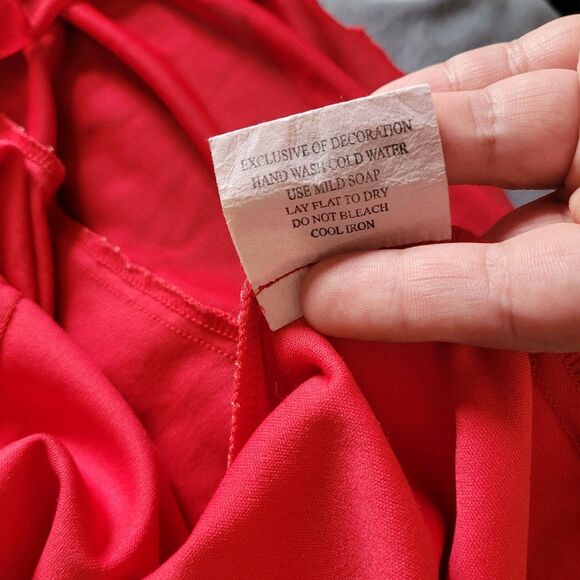 EXCLUSIVE OF DECORATION
HAND WASH COLD WATER
USE MILD SOAP
LAY FLAT TO DRY
DO NOT BLEACH
COOL IRON